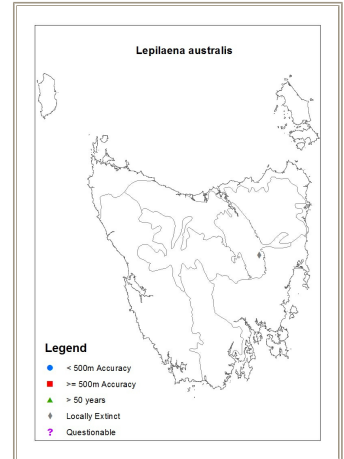 Lepilaena australis
Legend
< 500m Accuracy
>= 500m Accuracy
> 50 years
Locally Extinct
? Questionable